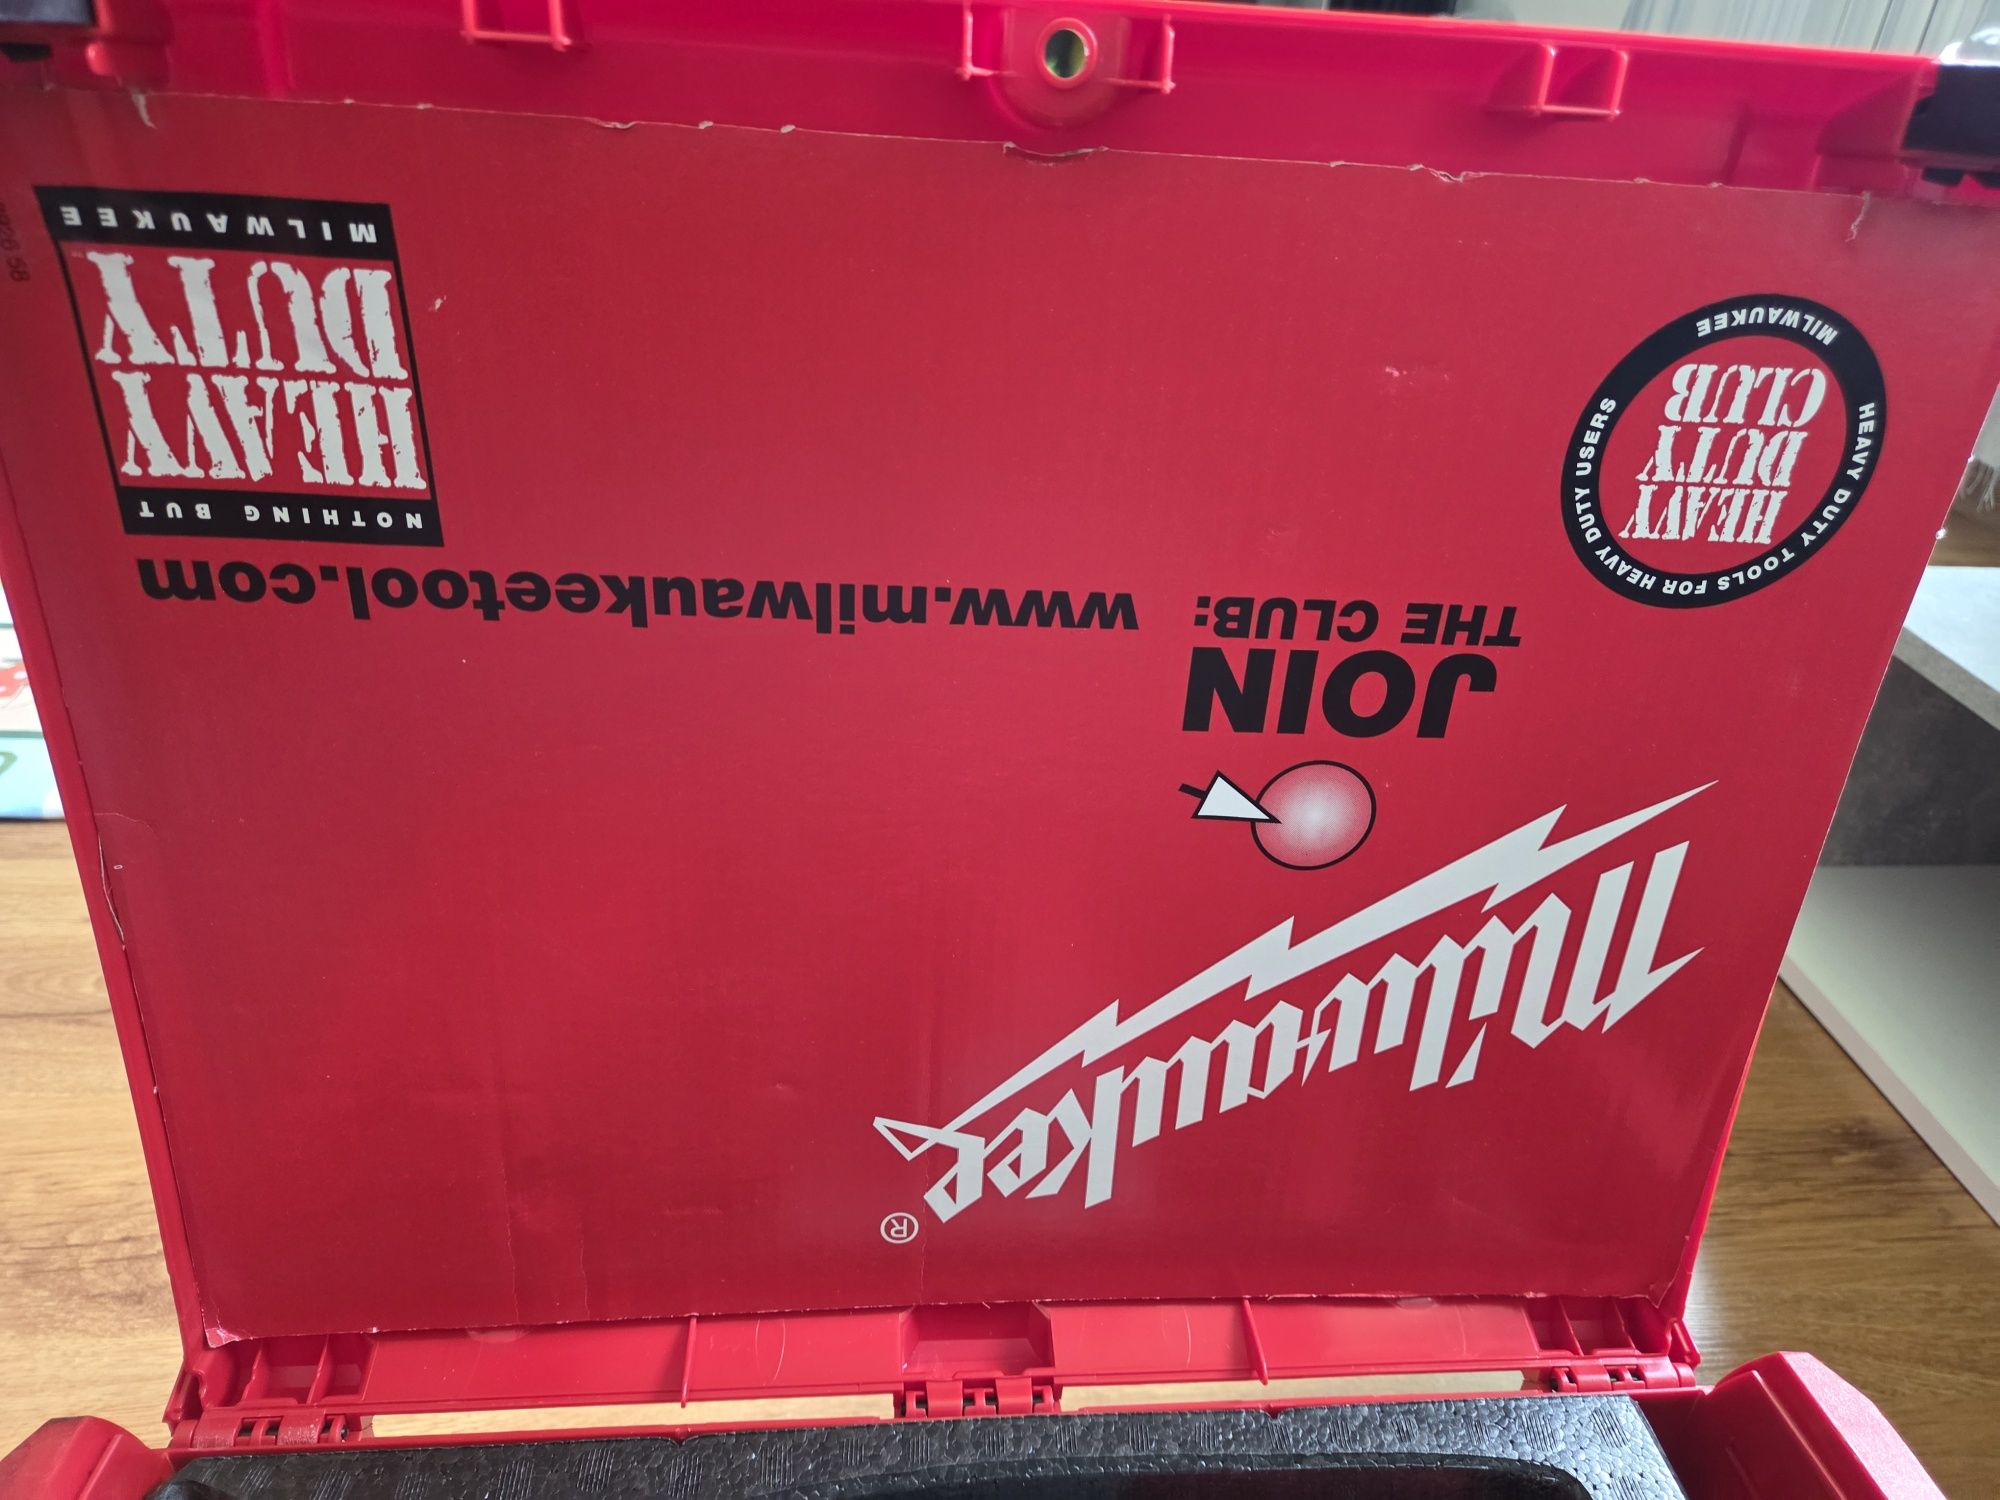 Milwaukee®
JOIN
THE CLUB:
www.milwaukeetool.com
HEAVY
DUTY
CLUB
MILWAUKEE
HEAVY DUTY TOOLS FOR HEAVY DUTY USERS
NOTHING BUT
HEAVY
DUTY™
MILWAUKEE